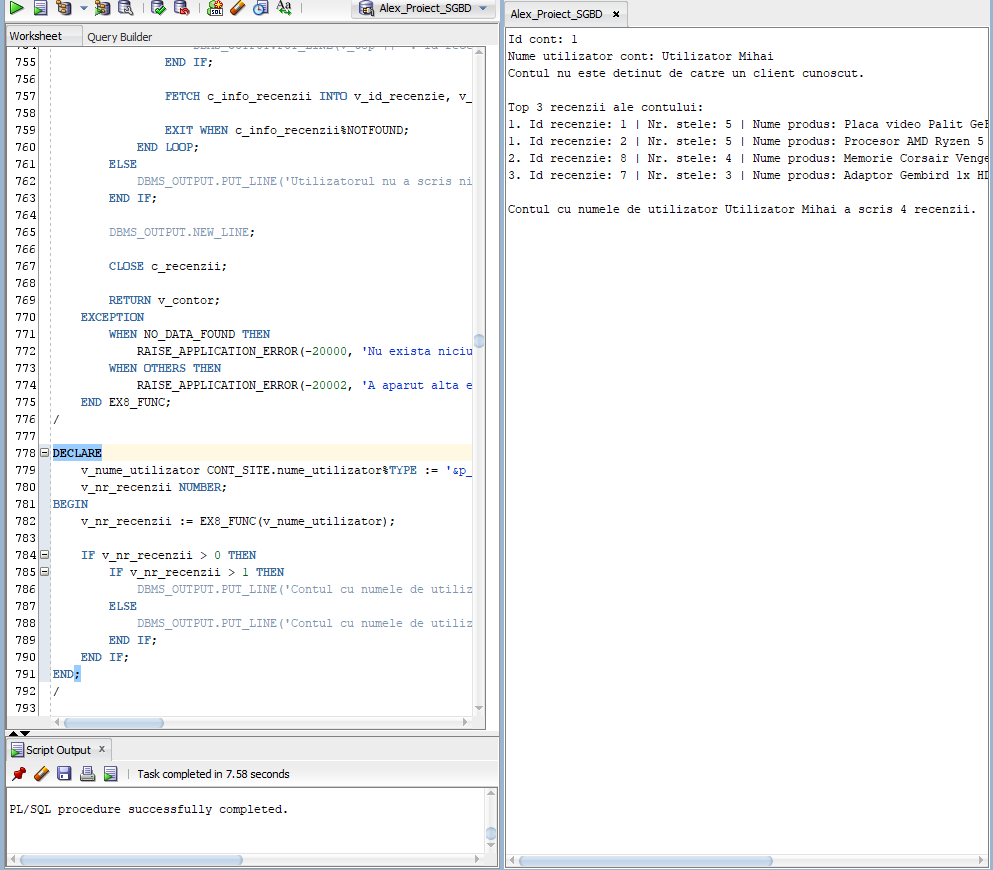 Alex_Proiect_SGBD
Worksheet Query Builder
755 END IF;
756
757 FETCH c_info_recenzii INTO v_id_recenzie, v_
758
759 EXIT WHEN c_info_recenzii%NOTFOUND;
760 END LOOP;
761 ELSE
762 DBMS_OUTPUT.PUT_LINE('Utilizatorul nu a scris ni
763 END IF;
764
765 DBMS_OUTPUT.NEW_LINE;
766
767 CLOSE c_recenzii;
768
769 RETURN v_contor;
770 EXCEPTION
771 WHEN NO_DATA_FOUND THEN
772 RAISE_APPLICATION_ERROR(-20000, 'Nu exista niciu
773 WHEN OTHERS THEN
774 RAISE_APPLICATION_ERROR(-20002, 'A aparut alta e
775 END EX8_FUNC;
776 /
777
778 DECLARE
779 v_nume_utilizator CONT_SITE.nume_utilizator%TYPE := '&p_
780 v_nr_recenzii NUMBER;
781 BEGIN
782 v_nr_recenzii := EX8_FUNC(v_nume_utilizator);
783
784 IF v_nr_recenzii > 0 THEN
785 IF v_nr_recenzii > 1 THEN
786 DBMS_OUTPUT.PUT_LINE('Contul cu numele de utiliz
787 ELSE
788 DBMS_OUTPUT.PUT_LINE('Contul cu numele de utiliz
789 END IF;
790 END IF;
791 END;
792 /
793
Script Output x
Task completed in 7.58 seconds
PL/SQL procedure successfully completed.
Alex_Proiect_SGBD x
Id cont: 1
Nume utilizator cont: Utilizator Mihai
Contul nu este detinut de catre un client cunoscut.
Top 3 recenzii ale contului:
1. Id recenzie: 1 | Nr. stele: 5 | Nume produs: Placa video Palit GeF
1. Id recenzie: 2 | Nr. stele: 5 | Nume produs: Procesor AMD Ryzen 5
2. Id recenzie: 8 | Nr. stele: 4 | Nume produs: Memorie Corsair Venge
3. Id recenzie: 7 | Nr. stele: 3 | Nume produs: Adaptor Gembird 1x HD
Contul cu numele de utilizator Utilizator Mihai a scris 4 recenzii.